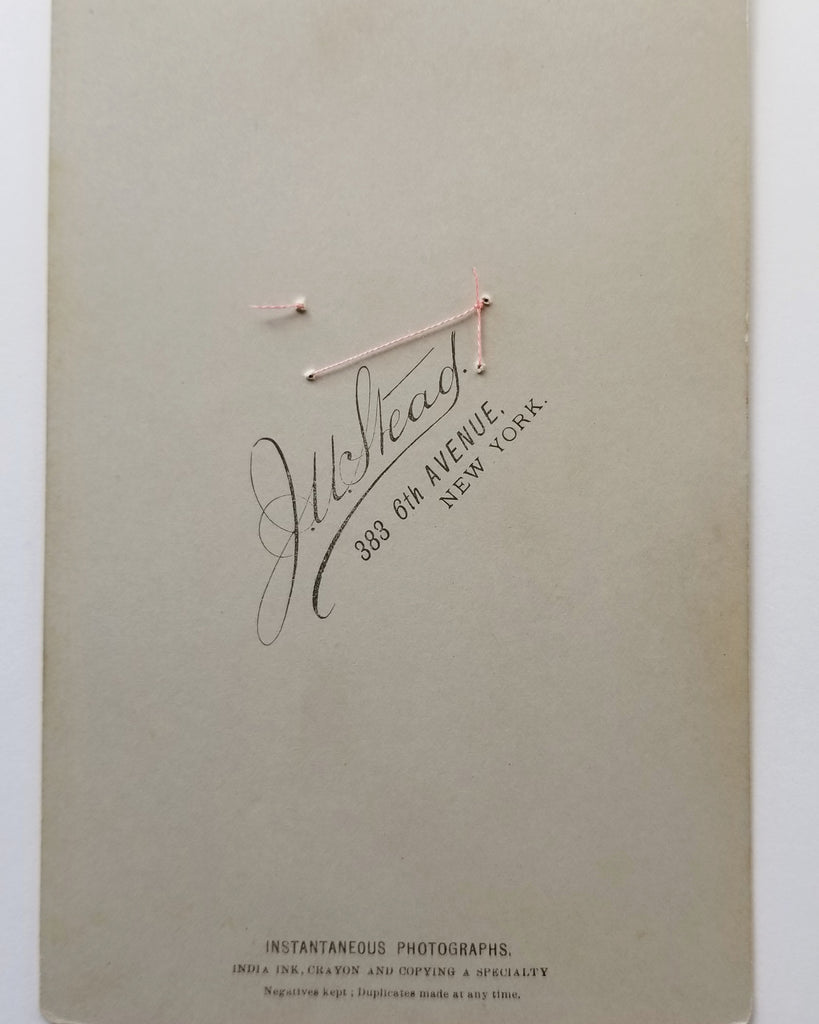 J.U. Stead.
383 6th AVENUE,
NEW YORK.
INSTANTANEOUS PHOTOGRAPHS.
INDIA INK, CRAYON AND COPYING A SPECIALTY
Negatives kept ; Duplicates made at any time.